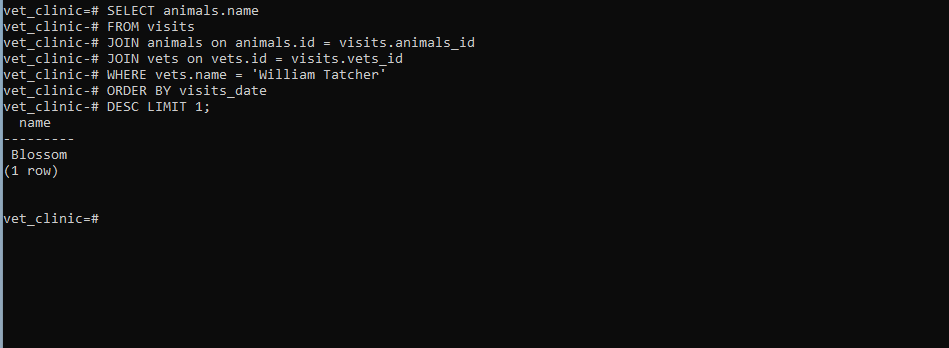 vet_clinic=# SELECT animals.name
vet_clinic-# FROM visits
vet_clinic-# JOIN animals on animals.id = visits.animals_id
vet_clinic-# JOIN vets on vets.id = visits.vets_id
vet_clinic-# WHERE vets.name = 'William Tatcher'
vet_clinic-# ORDER BY visits_date
vet_clinic-# DESC LIMIT 1;
  name
---------
 Blossom
(1 row)
vet_clinic=#